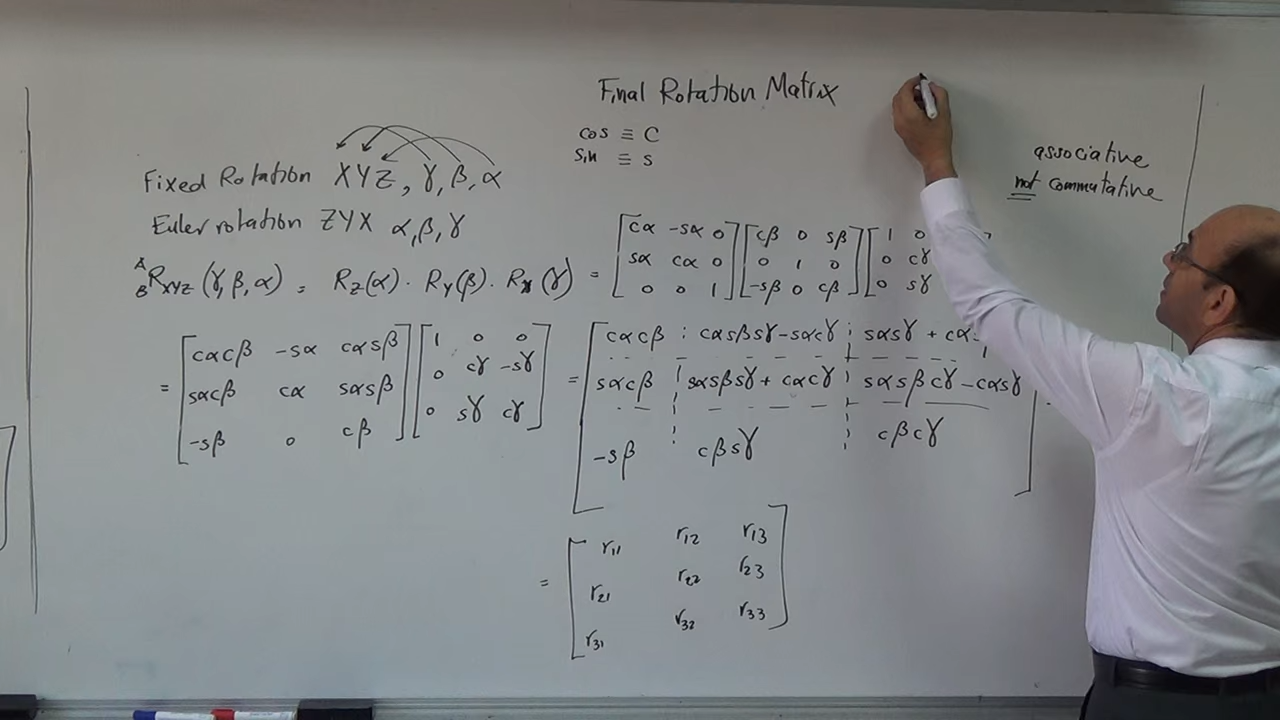 Final Rotation Matrix
cos ≡ C
Sin ≡ s
associative
not commutative
Fixed Rotation XYZ, γ, β, α
Euler rotation ZYX α, β, γ
ᴬ_B R_XYZ (γ, β, α) = R_Z(α) · R_Y(β) · R_X(γ) = [cα -sα 0; sα cα 0; 0 0 1] [cβ 0 sβ; 0 1 0; -sβ 0 cβ] [1 0; 0 cγ; 0 sγ
= [cαcβ -sα cαsβ; sαcβ cα sαsβ; -sβ 0 cβ] [1 0 0; 0 cγ -sγ; 0 sγ cγ] = [cαcβ cαsβsγ-sαcγ sαsγ + cα; sαcβ sαsβsγ + cαcγ sαsβcγ - cαsγ; -sβ cβsγ cβcγ]
= [r11 r12 r13; r21 r22 r23; r31 r32 r33]